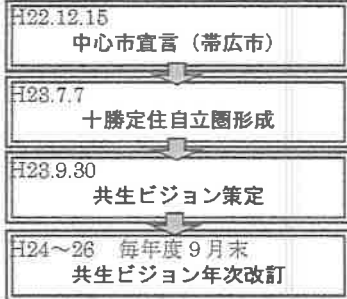 H22.12.15
中心市宣言（帯広市）
H23.7.7
十勝定住自立圏形成
H23.9.30
共生ビジョン策定
H24～26　毎年度９月末
共生ビジョン年次改訂